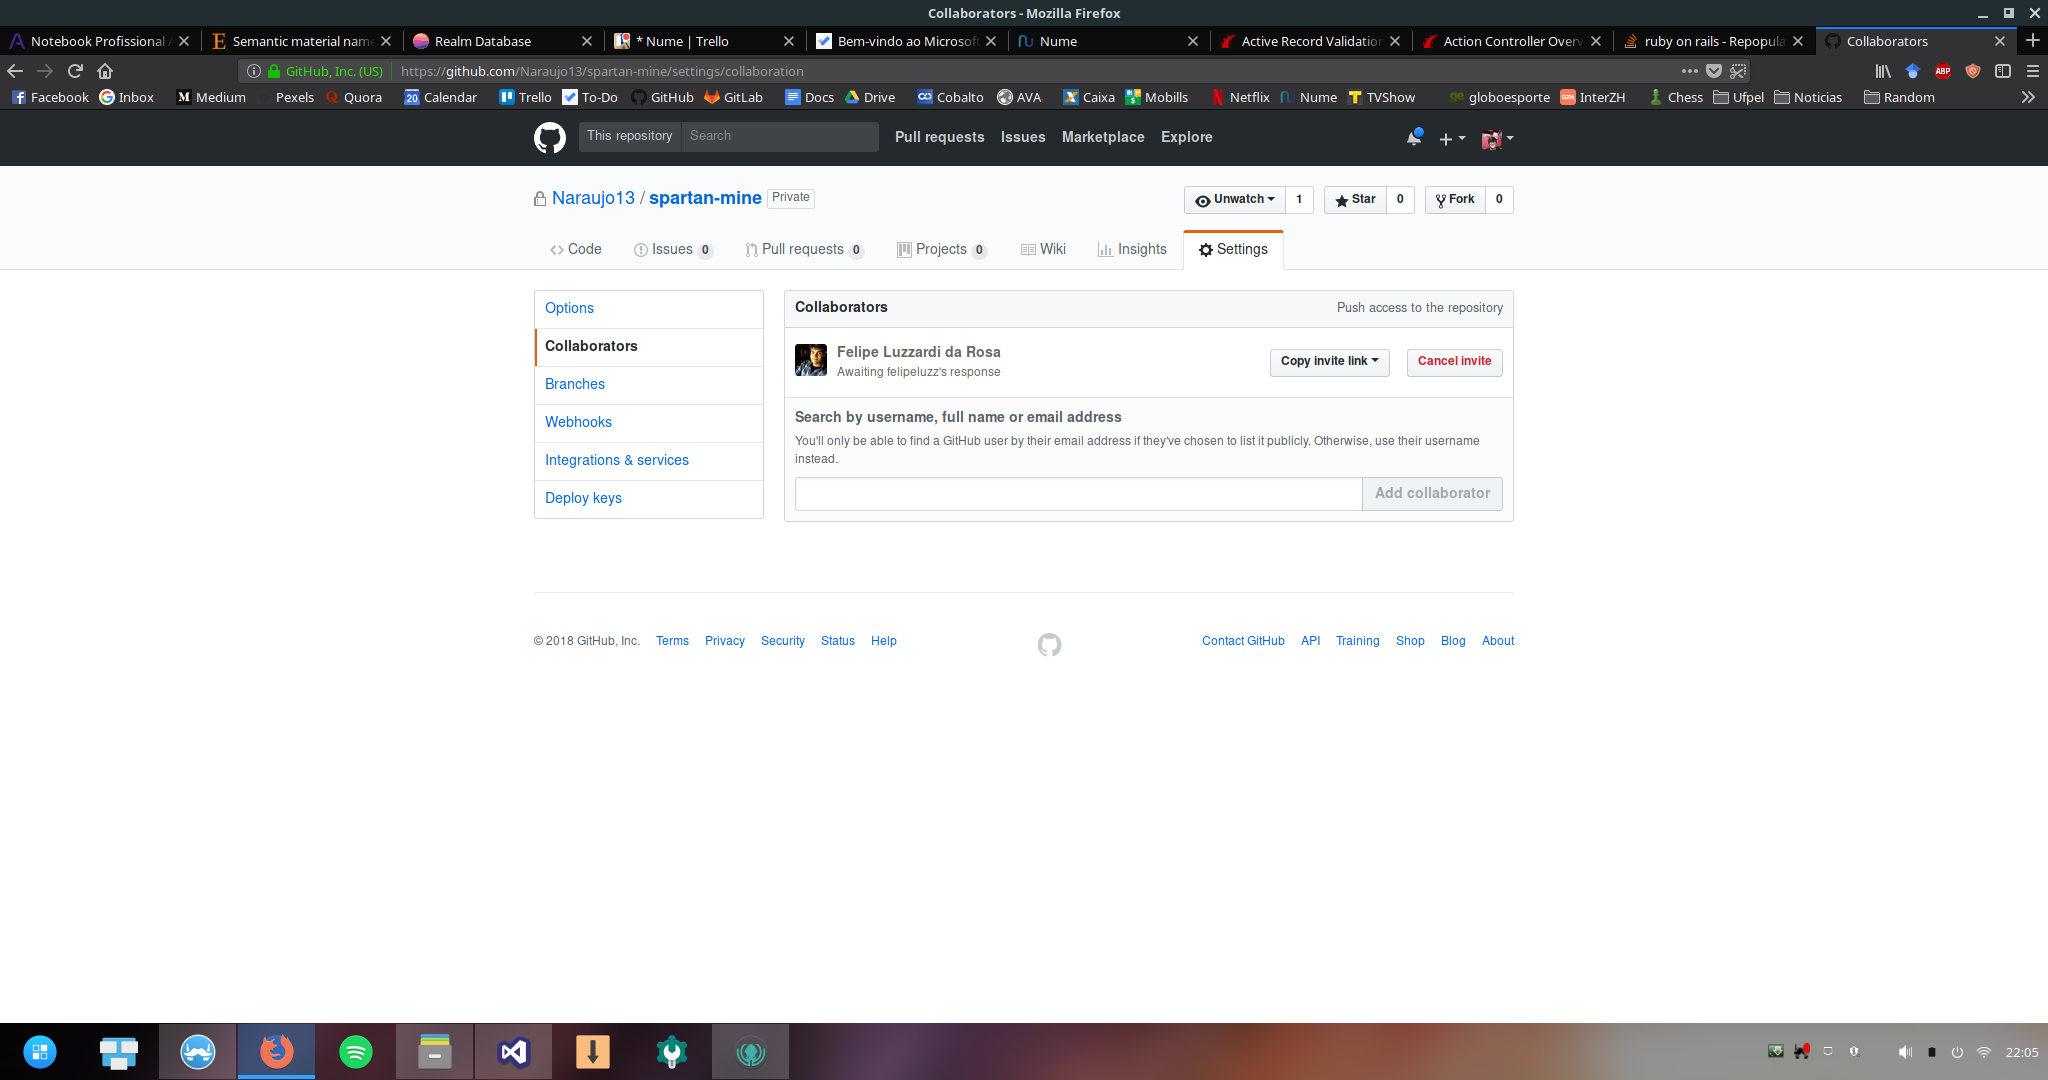 Collaborators - Mozilla Firefox
Notebook Profissional Semantic material name Realm Database * Nume | Trello Bem-vindo ao Microsof Nume Active Record Validation Action Controller Overv ruby on rails - Repopula Collaborators
GitHub, Inc. (US) https://github.com/Naraujo13/spartan-mine/settings/collaboration ABP
Facebook Inbox Medium Pexels Quora 20 Calendar Trello To-Do GitHub GitLab Docs Drive Cobalto AVA Caixa Mobills Netflix Nume TVShow ge globoesporte GZH InterZH Chess Ufpel Noticias Random
This repository Search Pull requests Issues Marketplace Explore
Naraujo13 / spartan-mine Private Unwatch 1 Star 0 Fork 0
Code Issues 0 Pull requests 0 Projects 0 Wiki Insights Settings
Options
Collaborators
Branches
Webhooks
Integrations & services
Deploy keys
Collaborators Push access to the repository
Felipe Luzzardi da Rosa
Awaiting felipeluzz's response
Copy invite link Cancel invite
Search by username, full name or email address
You'll only be able to find a GitHub user by their email address if they've chosen to list it publicly. Otherwise, use their username
instead.
Add collaborator
© 2018 GitHub, Inc. Terms Privacy Security Status Help Contact GitHub API Training Shop Blog About
22:05